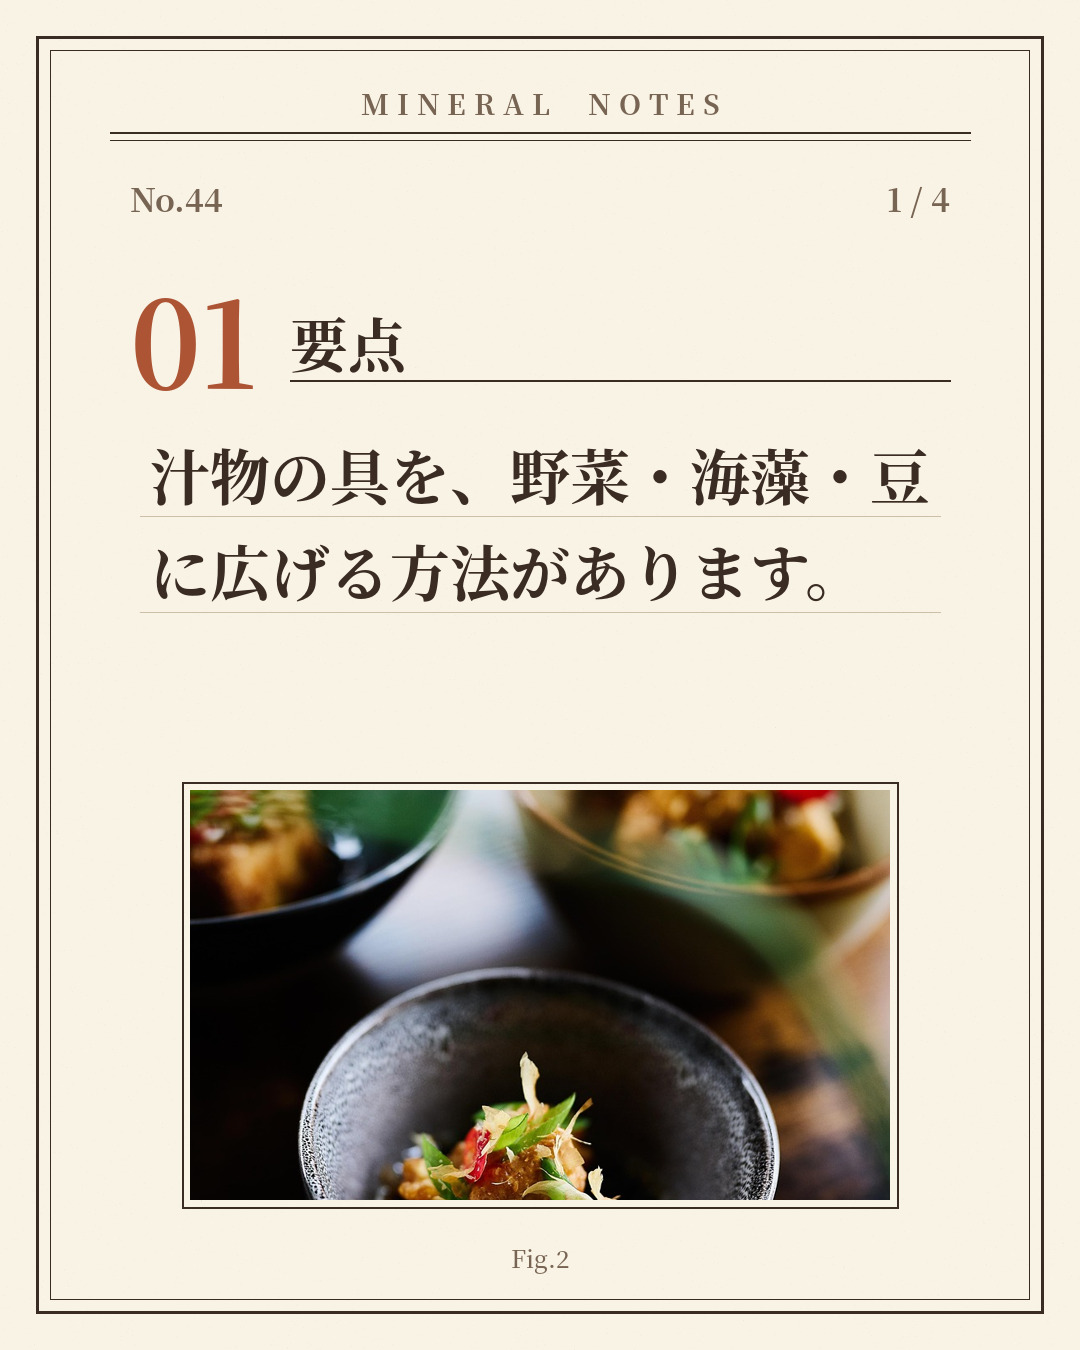 MINERAL NOTES
No.44
1 / 4
01 要点
汁物の具を、野菜・海藻・豆
に広げる方法があります。
Fig.2